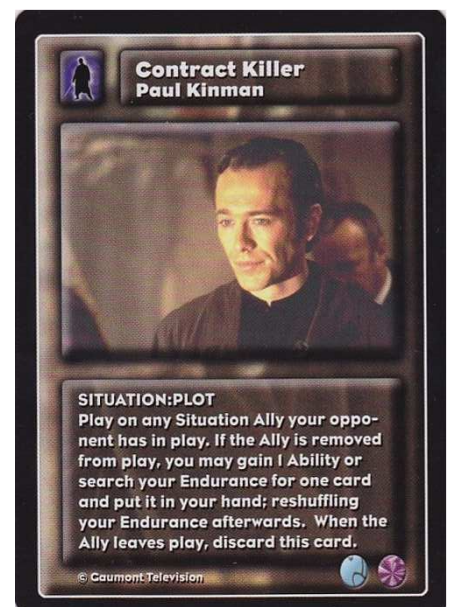 Contract Killer
Paul Kinman
SITUATION:PLOT
Play on any Situation Ally your oppo-
nent has in play. If the Ally is removed
from play, you may gain 1 Ability or
search your Endurance for one card
and put it in your hand; reshuffling
your Endurance afterwards. When the
Ally leaves play, discard this card.
© Gaumont Television